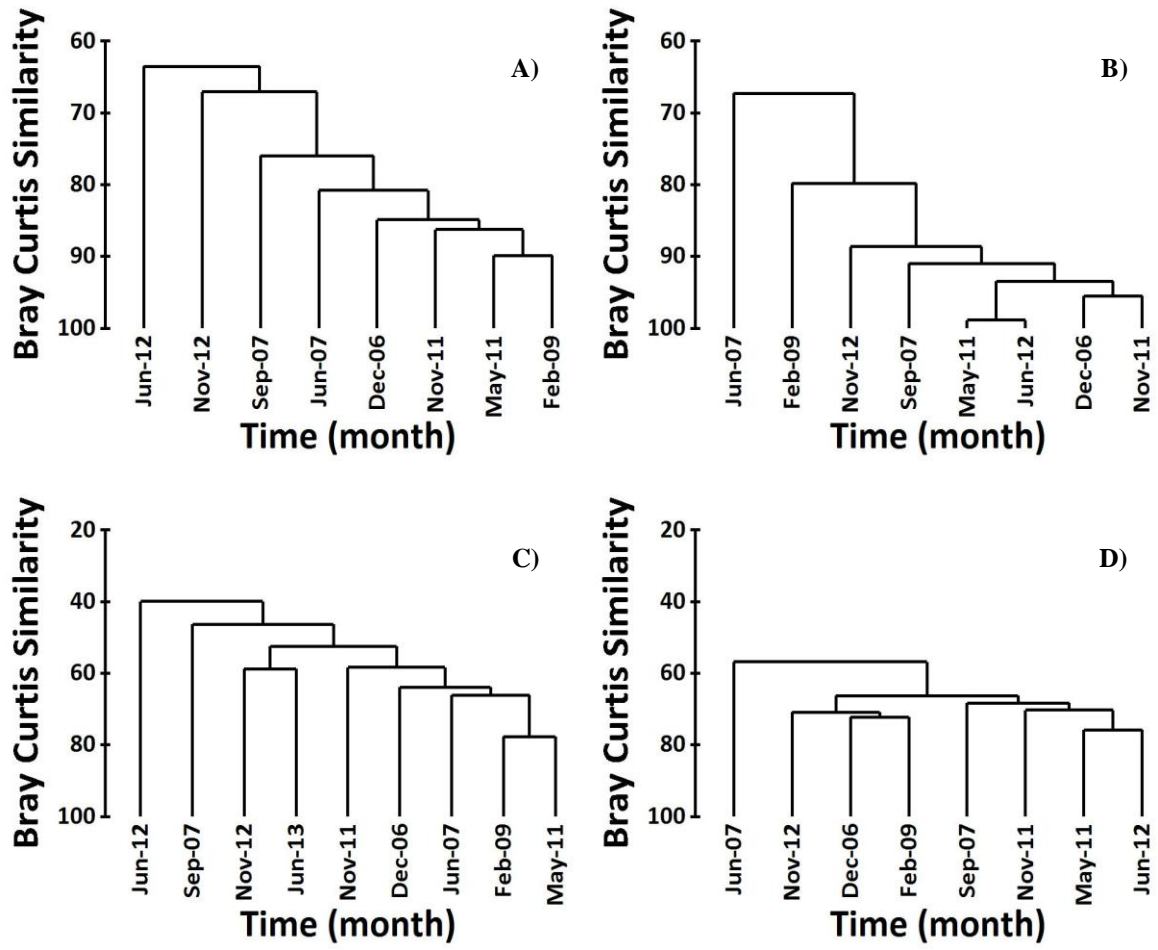 Bray Curtis Similarity
60
70
80
90
100
A)
Jun-12
Nov-12
Sep-07
Jun-07
Dec-06
Nov-11
May-11
Feb-09
Time (month)
Bray Curtis Similarity
60
70
80
90
100
B)
Jun-07
Feb-09
Nov-12
Sep-07
May-11
Jun-12
Dec-06
Nov-11
Time (month)
Bray Curtis Similarity
20
40
60
80
100
C)
Jun-12
Sep-07
Nov-12
Jun-13
Nov-11
Dec-06
Jun-07
Feb-09
May-11
Time (month)
Bray Curtis Similarity
20
40
60
80
100
D)
Jun-07
Nov-12
Dec-06
Feb-09
Sep-07
Nov-11
May-11
Jun-12
Time (month)